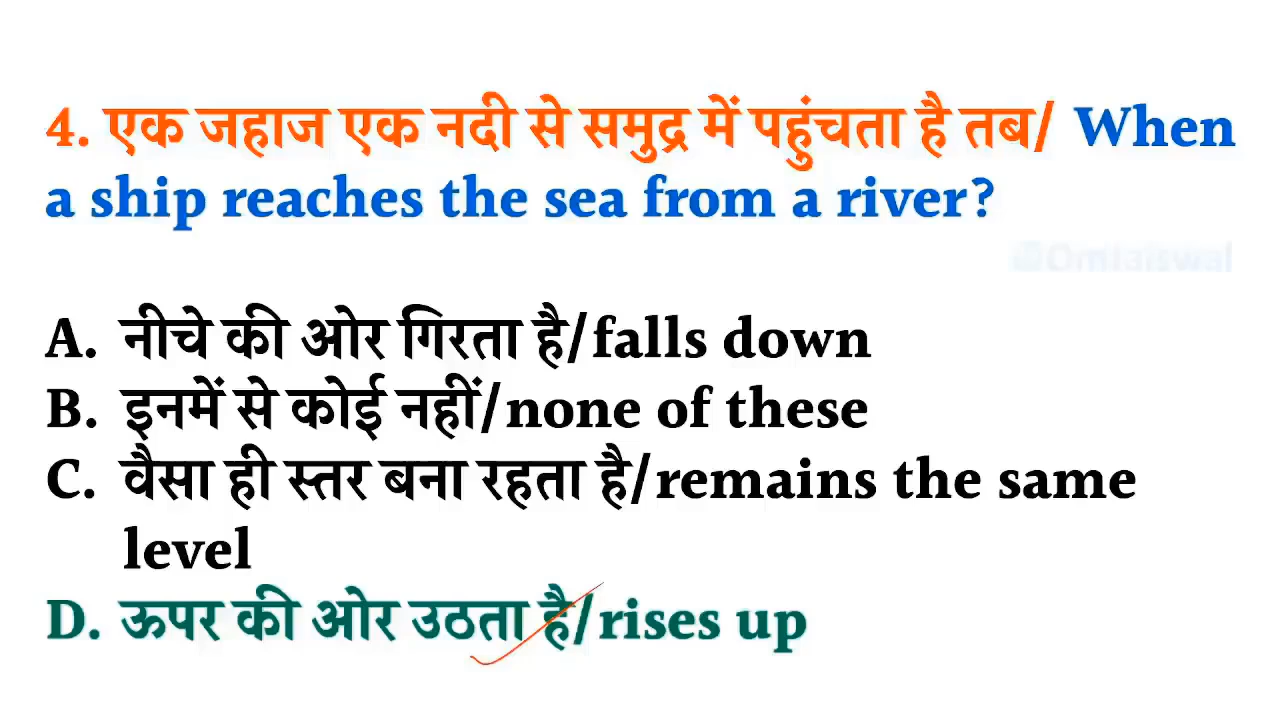 4. एक जहाज एक नदी से समुद्र में पहुंचता है तब/ When
a ship reaches the sea from a river?
A. नीचे की ओर गिरता है/falls down
B. इनमें से कोई नहीं/none of these
C. वैसा ही स्तर बना रहता है/remains the same
level
D. ऊपर की ओर उठता है/rises up